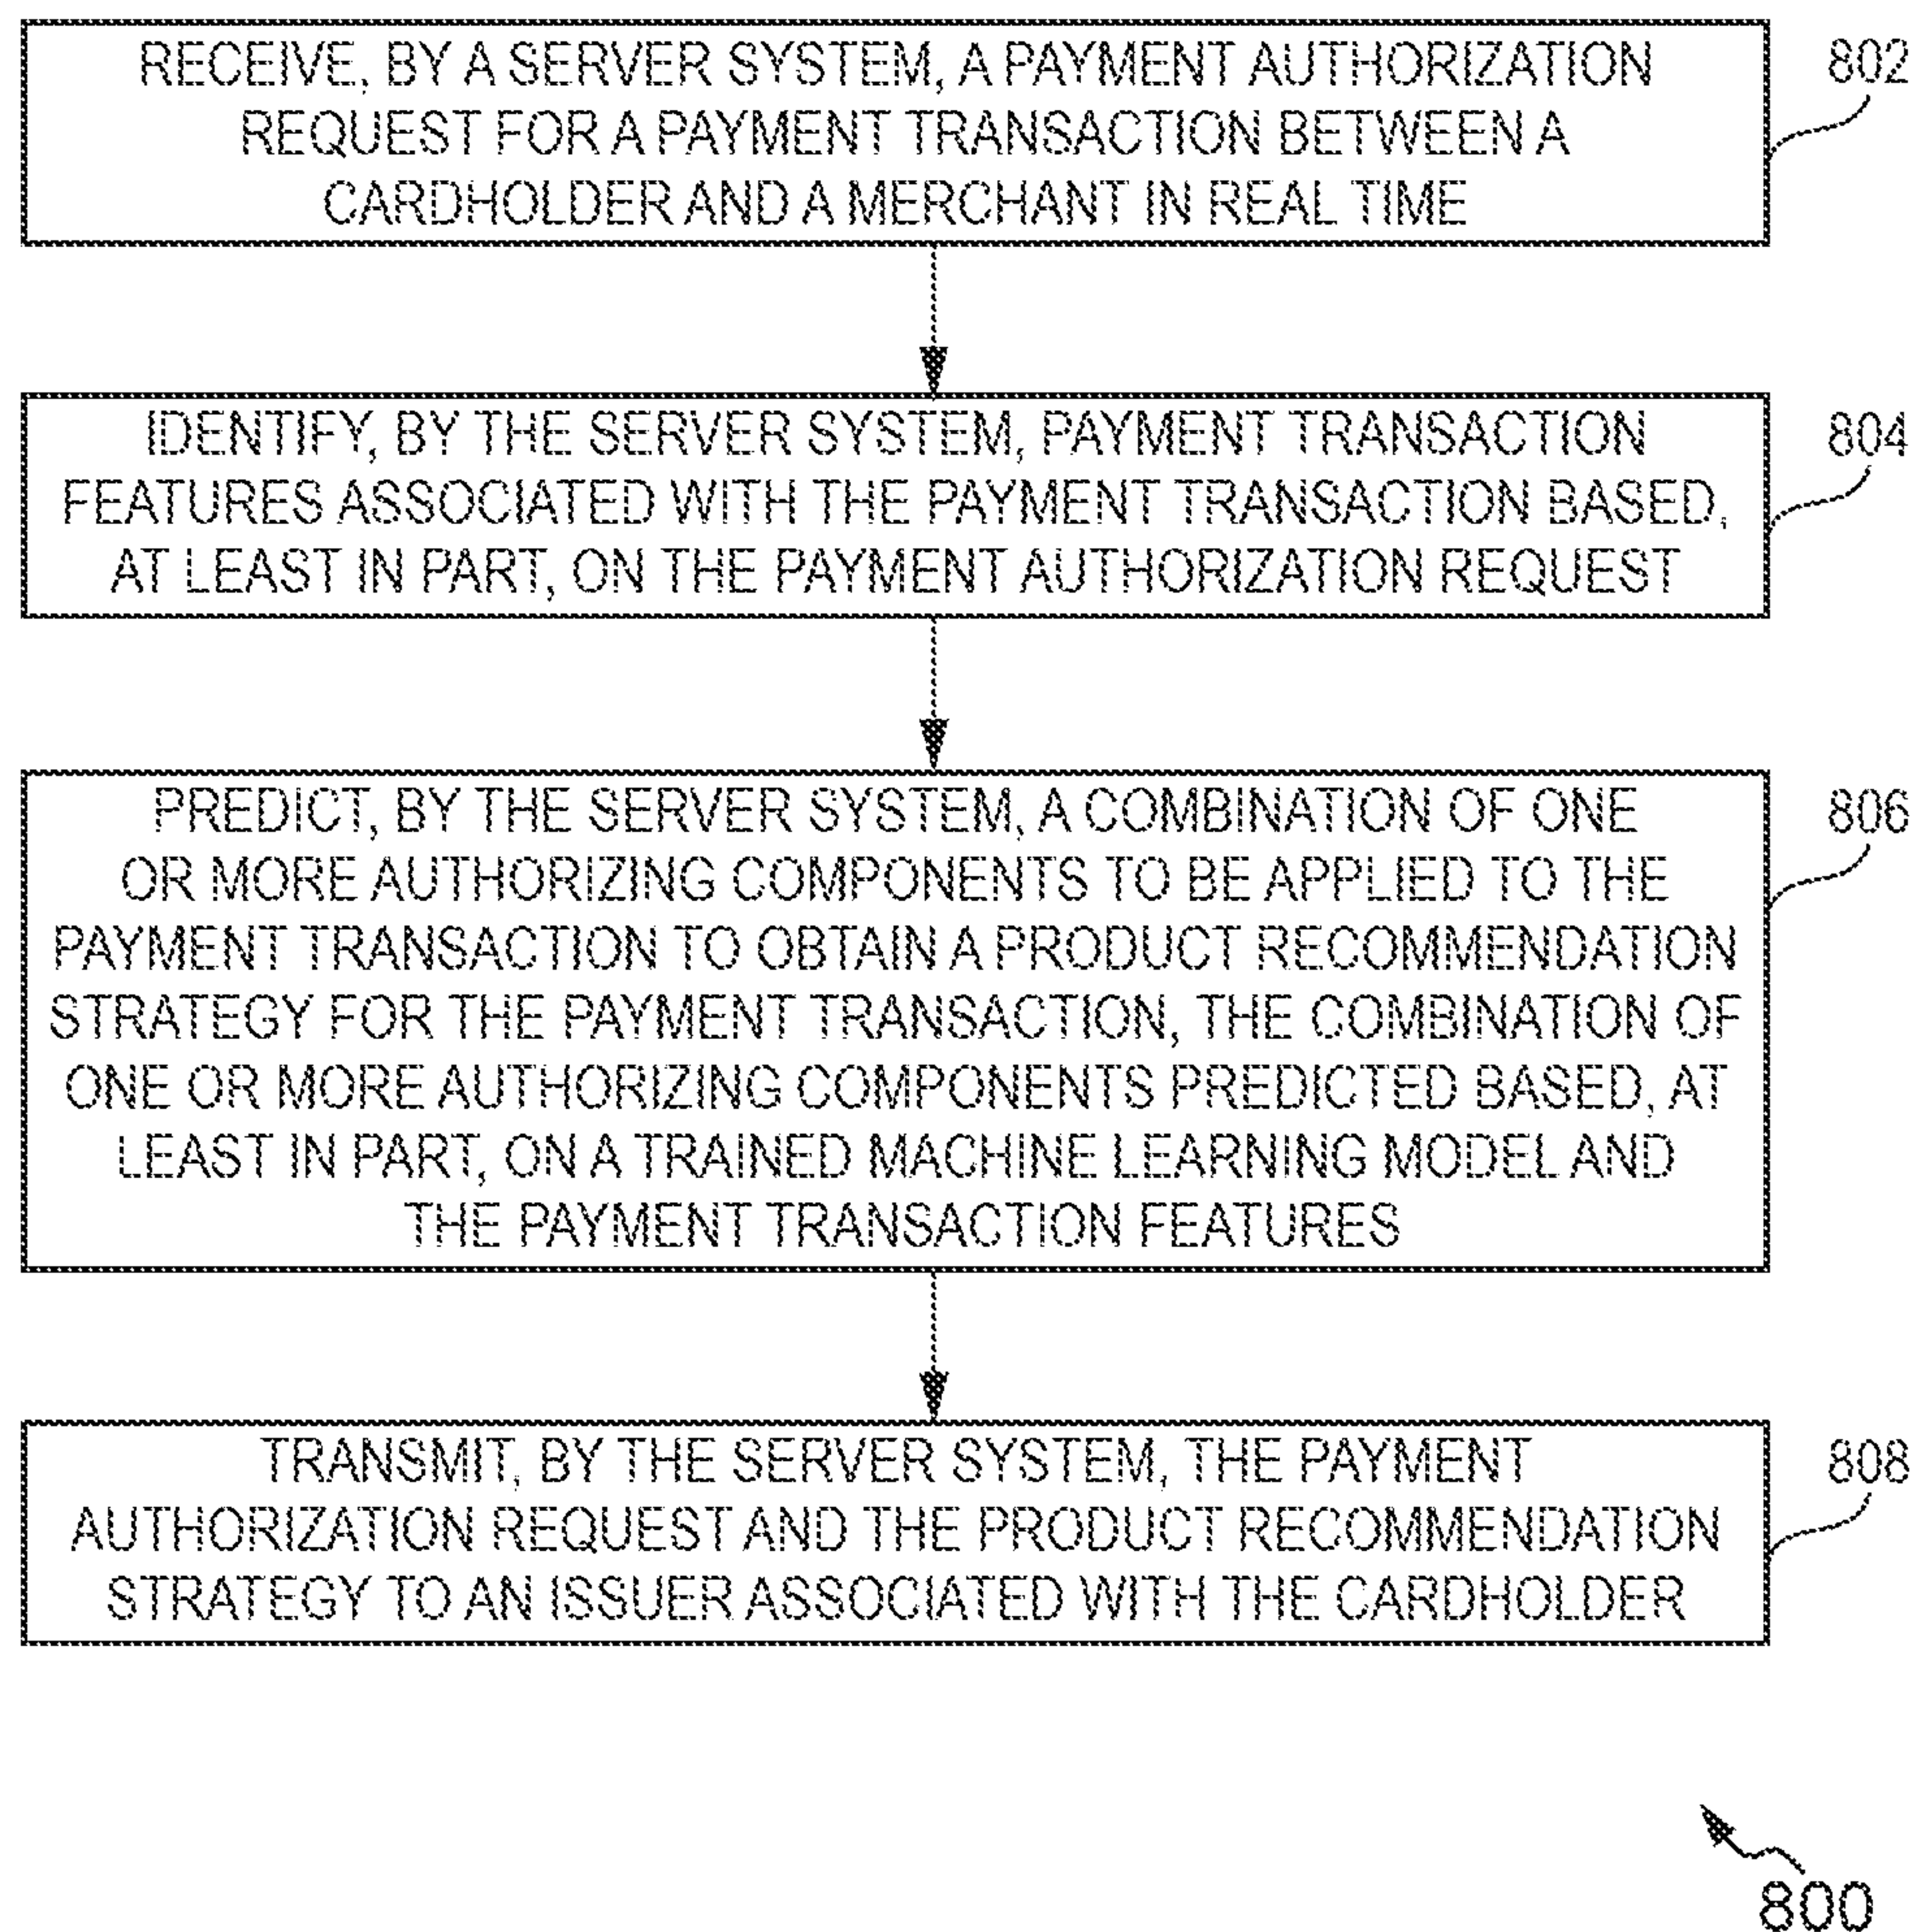 RECEIVE, BY A SERVER SYSTEM, A PAYMENT AUTHORIZATION
REQUEST FOR A PAYMENT TRANSACTION BETWEEN A
CARDHOLDER AND A MERCHANT IN REAL TIME
802
IDENTIFY, BY THE SERVER SYSTEM, PAYMENT TRANSACTION
FEATURES ASSOCIATED WITH THE PAYMENT TRANSACTION BASED,
AT LEAST IN PART, ON THE PAYMENT AUTHORIZATION REQUEST
804
PREDICT, BY THE SERVER SYSTEM, A COMBINATION OF ONE
OR MORE AUTHORIZING COMPONENTS TO BE APPLIED TO THE
PAYMENT TRANSACTION TO OBTAIN A PRODUCT RECOMMENDATION
STRATEGY FOR THE PAYMENT TRANSACTION, THE COMBINATION OF
ONE OR MORE AUTHORIZING COMPONENTS PREDICTED BASED, AT
LEAST IN PART, ON A TRAINED MACHINE LEARNING MODEL AND
THE PAYMENT TRANSACTION FEATURES
806
TRANSMIT, BY THE SERVER SYSTEM, THE PAYMENT
AUTHORIZATION REQUEST AND THE PRODUCT RECOMMENDATION
STRATEGY TO AN ISSUER ASSOCIATED WITH THE CARDHOLDER
808
800